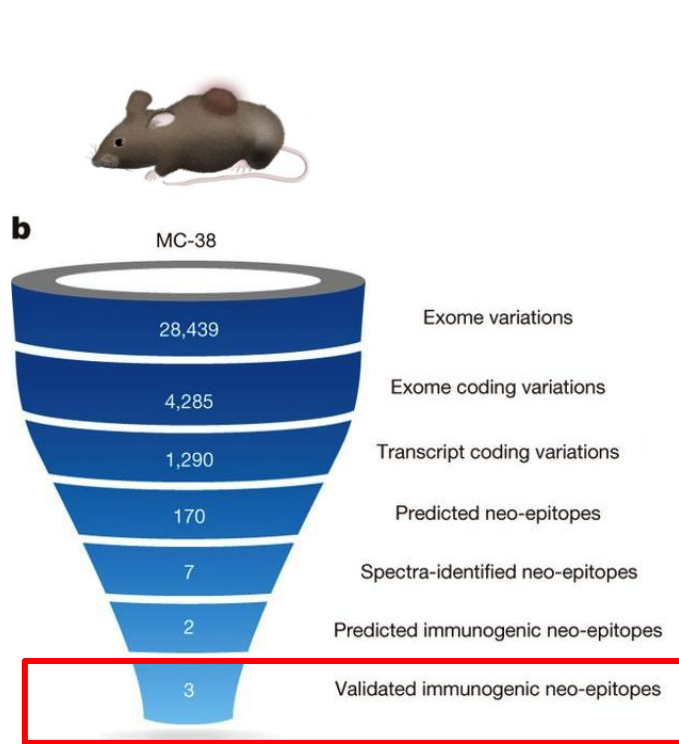 b
MC-38
28,439 Exome variations
4,285 Exome coding variations
1,290 Transcript coding variations
170 Predicted neo-epitopes
7 Spectra-identified neo-epitopes
2 Predicted immunogenic neo-epitopes
3 Validated immunogenic neo-epitopes